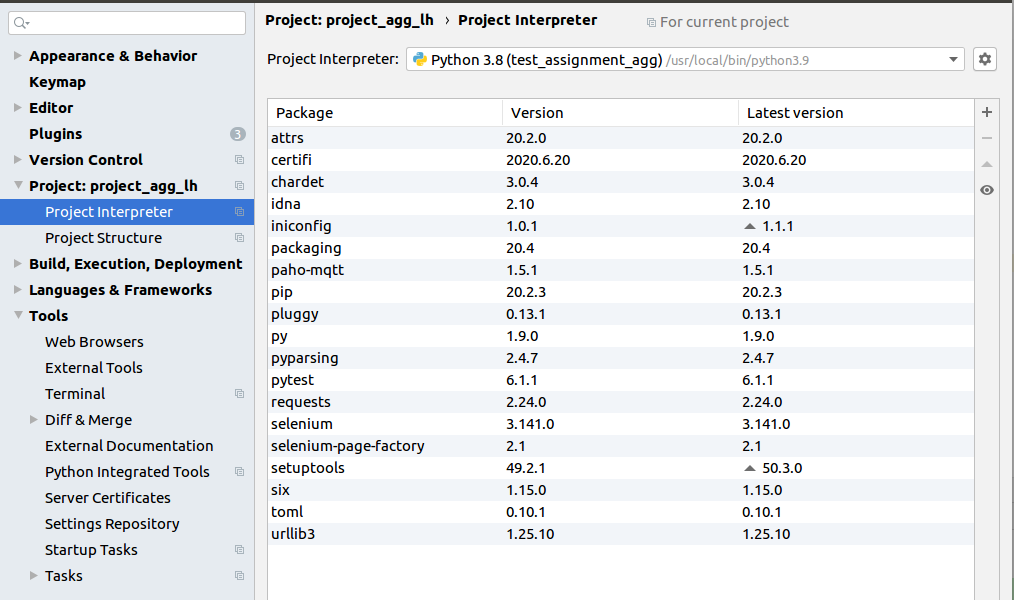 Project: project_agg_lh › Project Interpreter For current project
Appearance & Behavior
Keymap
Editor
Plugins 3
Version Control
Project: project_agg_lh
Project Interpreter
Project Structure
Build, Execution, Deployment
Languages & Frameworks
Tools
Web Browsers
External Tools
Terminal
Diff & Merge
External Documentation
Python Integrated Tools
Server Certificates
Settings Repository
Startup Tasks
Tasks
Project Interpreter: Python 3.8 (test_assignment_agg) /usr/local/bin/python3.9
Package Version Latest version
attrs 20.2.0 20.2.0
certifi 2020.6.20 2020.6.20
chardet 3.0.4 3.0.4
idna 2.10 2.10
iniconfig 1.0.1 1.1.1
packaging 20.4 20.4
paho-mqtt 1.5.1 1.5.1
pip 20.2.3 20.2.3
pluggy 0.13.1 0.13.1
py 1.9.0 1.9.0
pyparsing 2.4.7 2.4.7
pytest 6.1.1 6.1.1
requests 2.24.0 2.24.0
selenium 3.141.0 3.141.0
selenium-page-factory 2.1 2.1
setuptools 49.2.1 50.3.0
six 1.15.0 1.15.0
toml 0.10.1 0.10.1
urllib3 1.25.10 1.25.10